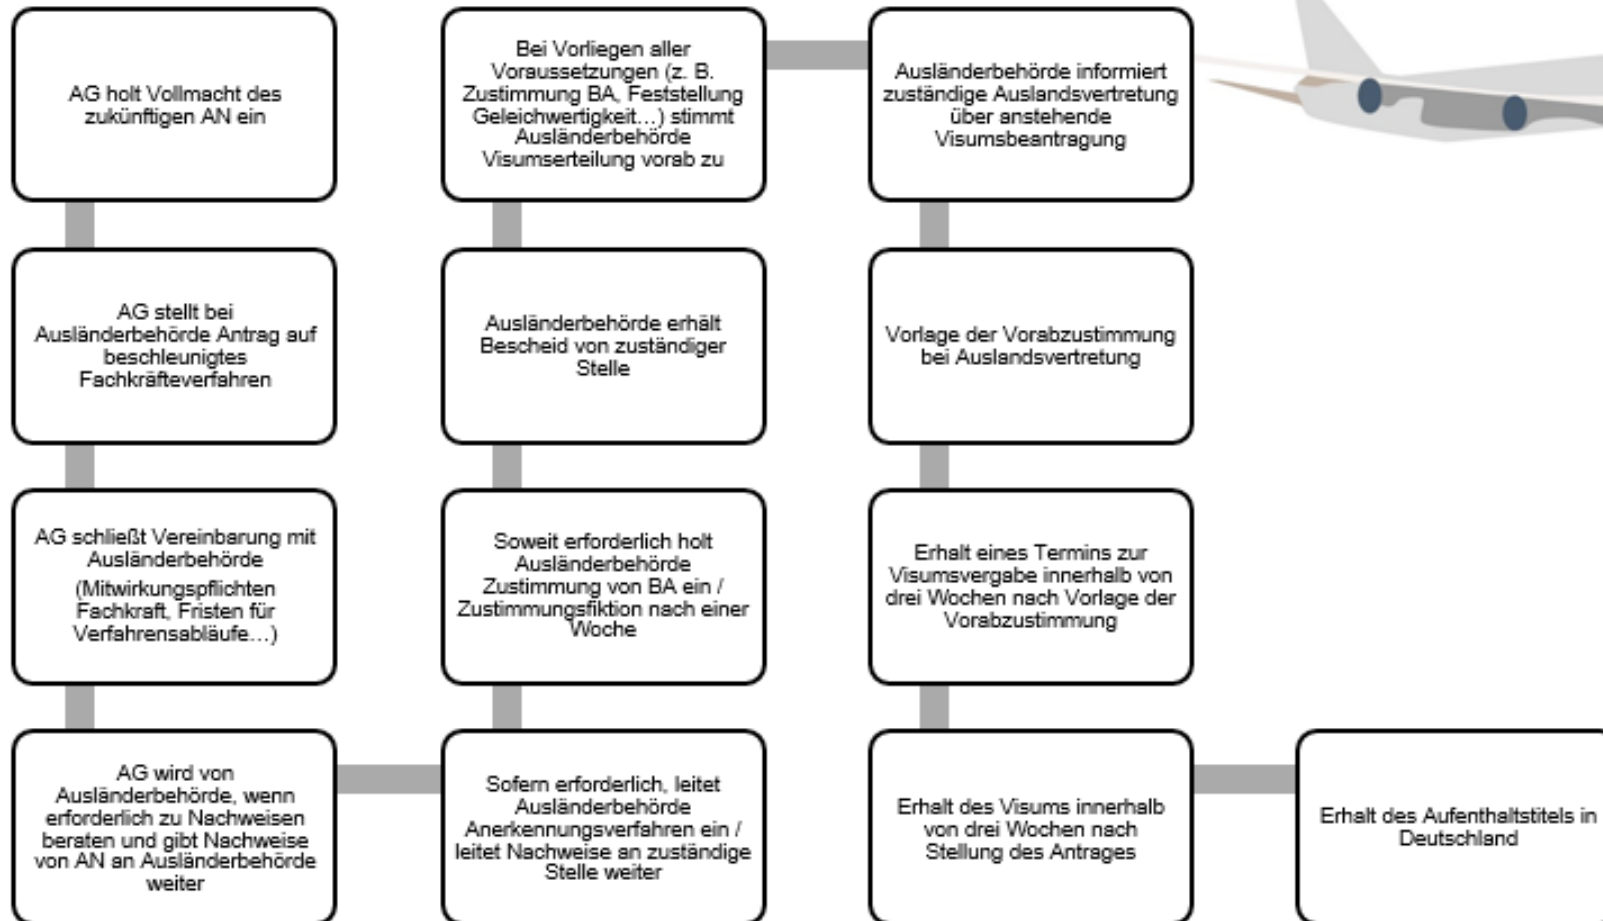 AG holt Vollmacht des
zukünftigen AN ein
AG stellt bei
Ausländerbehörde Antrag auf
beschleunigtes
Fachkräfteverfahren
AG schließt Vereinbarung mit
Ausländerbehörde
(Mitwirkungspflichten
Fachkraft, Fristen für
Verfahrensabläufe…)
AG wird von
Ausländerbehörde, wenn
erforderlich zu Nachweisen
beraten und gibt Nachweise
von AN an Ausländerbehörde
weiter
Sofern erforderlich, leitet
Ausländerbehörde
Anerkennungsverfahren ein /
leitet Nachweise an zuständige
Stelle weiter
Soweit erforderlich holt
Ausländerbehörde
Zustimmung von BA ein /
Zustimmungsfiktion nach einer
Woche
Ausländerbehörde erhält
Bescheid von zuständiger
Stelle
Bei Vorliegen aller
Voraussetzungen (z. B.
Zustimmung BA, Feststellung
Geleichwertigkeit…) stimmt
Ausländerbehörde
Visumserteilung vorab zu
Ausländerbehörde informiert
zuständige Auslandsvertretung
über anstehende
Visumsbeantragung
Vorlage der Vorabzustimmung
bei Auslandsvertretung
Erhalt eines Termins zur
Visumsvergabe innerhalb von
drei Wochen nach Vorlage der
Vorabzustimmung
Erhalt des Visums innerhalb
von drei Wochen nach
Stellung des Antrages
Erhalt des Aufenthaltstitels in
Deutschland